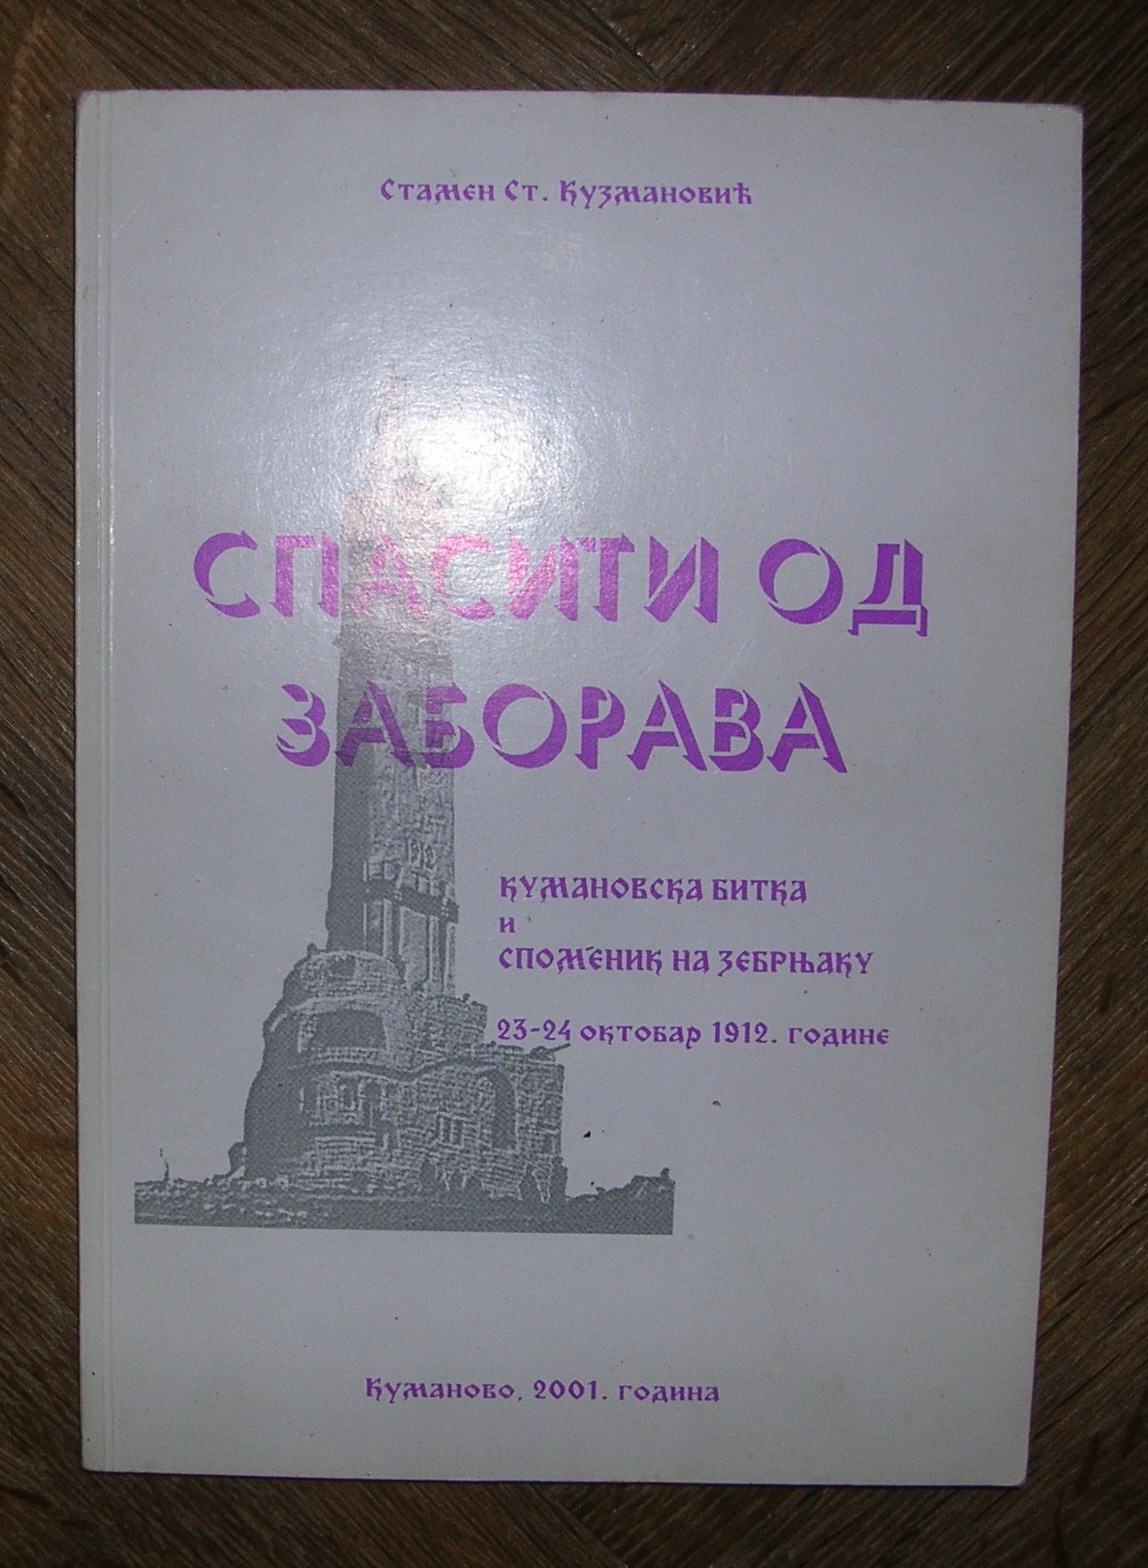 Стамен Ст. Кузмановић
СПАСИТИ ОД
ЗАБОРАВА
КУМАНОВСКА БИТКА
И
СПОМЕНИК НА ЗЕБРЊАКУ
23-24 октобар 1912. године
Куманово, 2001. година